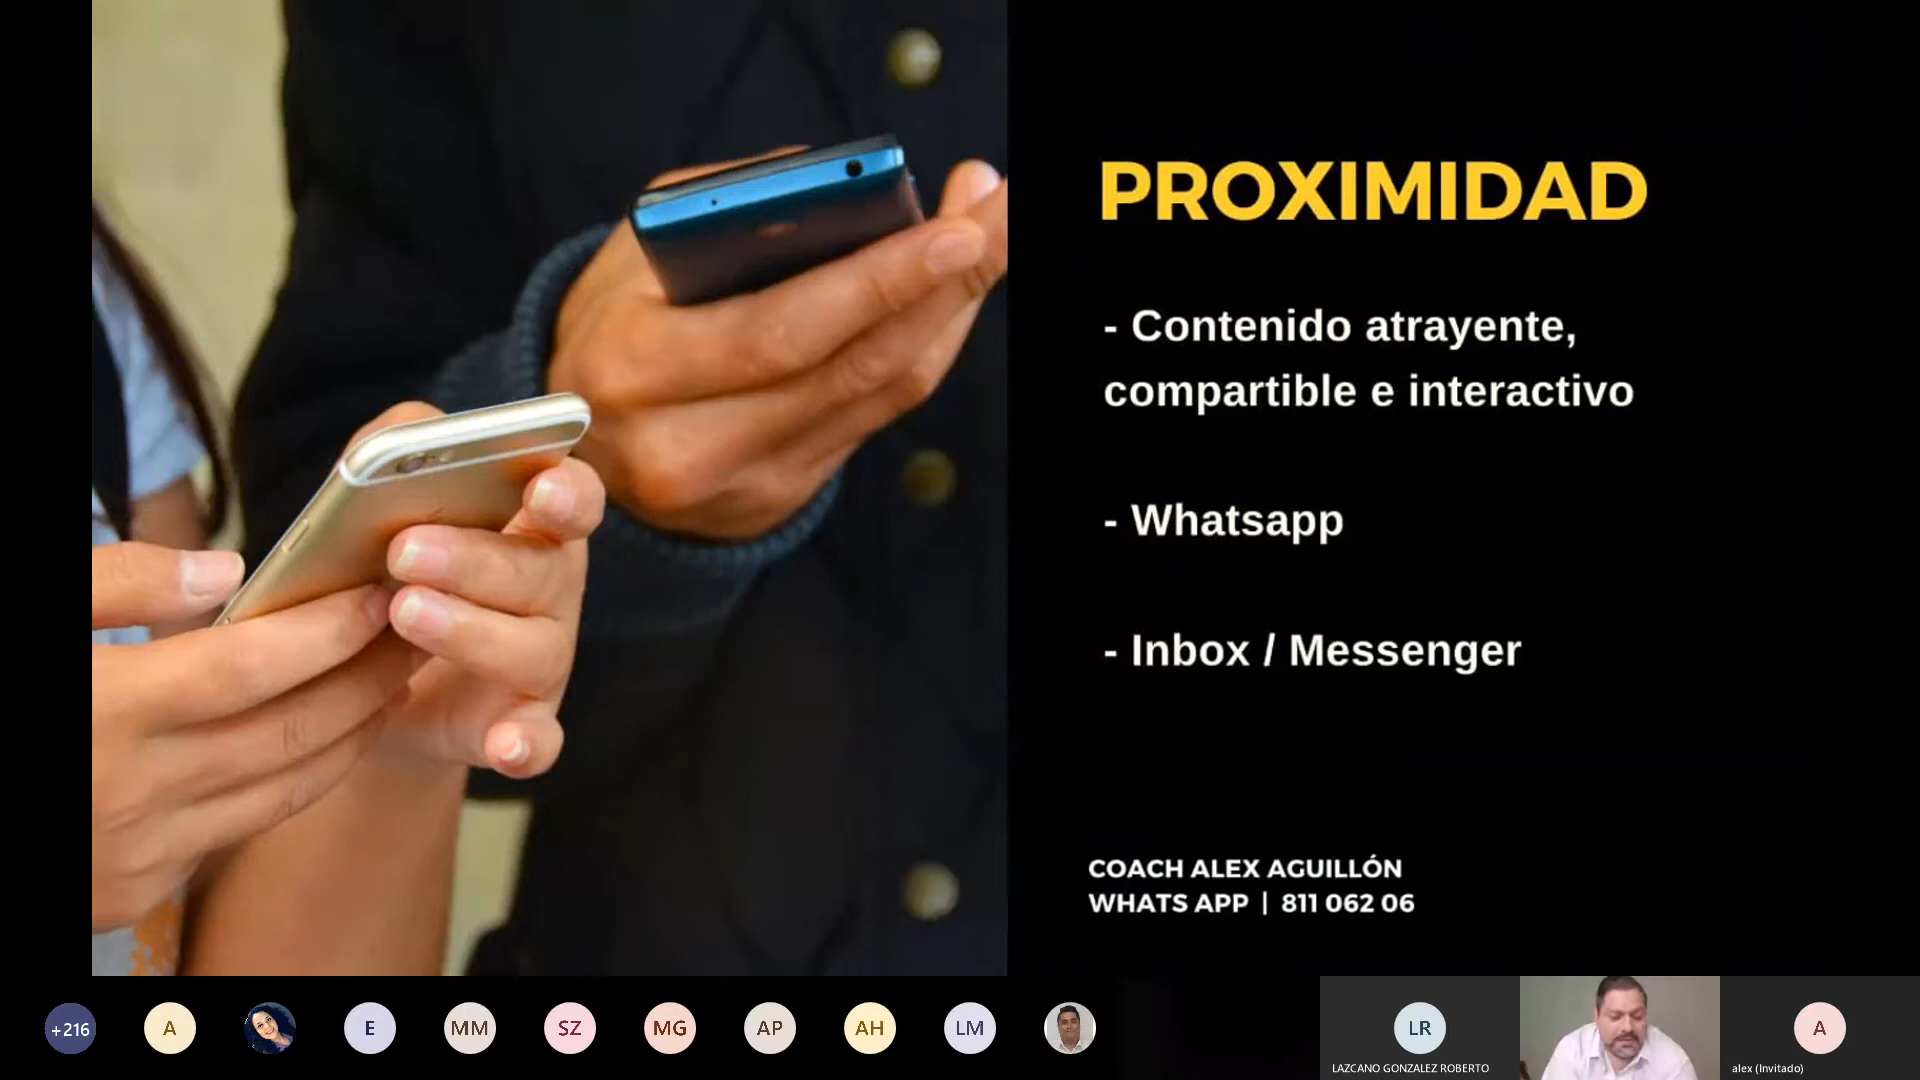 PROXIMIDAD
- Contenido atrayente,
compartible e interactivo
- Whatsapp
- Inbox / Messenger
COACH ALEX AGUILLÓN
WHATS APP | 811 062 06
+216
A
E
MM
SZ
MG
AP
AH
LM
LR
LAZCANO GONZALEZ ROBERTO
A
alex (Invitado)